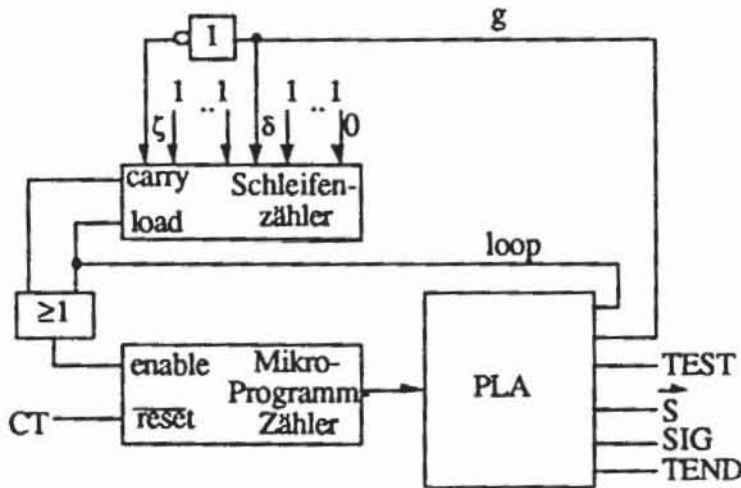 g
1
1 .. 1 1 .. 1
ζ δ 0
carry Schleifen-
load zähler
loop
≥1
enable Mikro-
Programm
CT reset Zähler
PLA
TEST
S
SIG
TEND